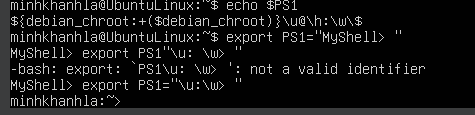 minhkhanhla@UbuntuLinux:~$ echo $PS1
${debian_chroot:+($debian_chroot)}\u@\h:\w\$
minhkhanhla@UbuntuLinux:~$ export PS1="MyShell> "
MyShell> export PS1"\u: \w> "
-bash: export: `PS1\u: \w> ': not a valid identifier
MyShell> export PS1="\u:\w> "
minhkhanhla:~>